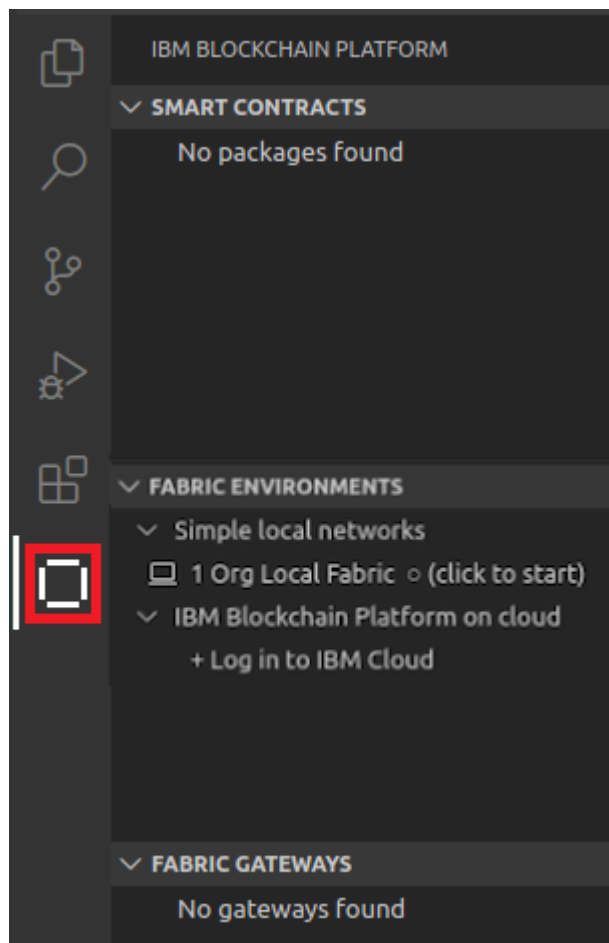 IBM BLOCKCHAIN PLATFORM
SMART CONTRACTS
No packages found
FABRIC ENVIRONMENTS
Simple local networks
1 Org Local Fabric ○ (click to start)
IBM Blockchain Platform on cloud
+ Log in to IBM Cloud
FABRIC GATEWAYS
No gateways found